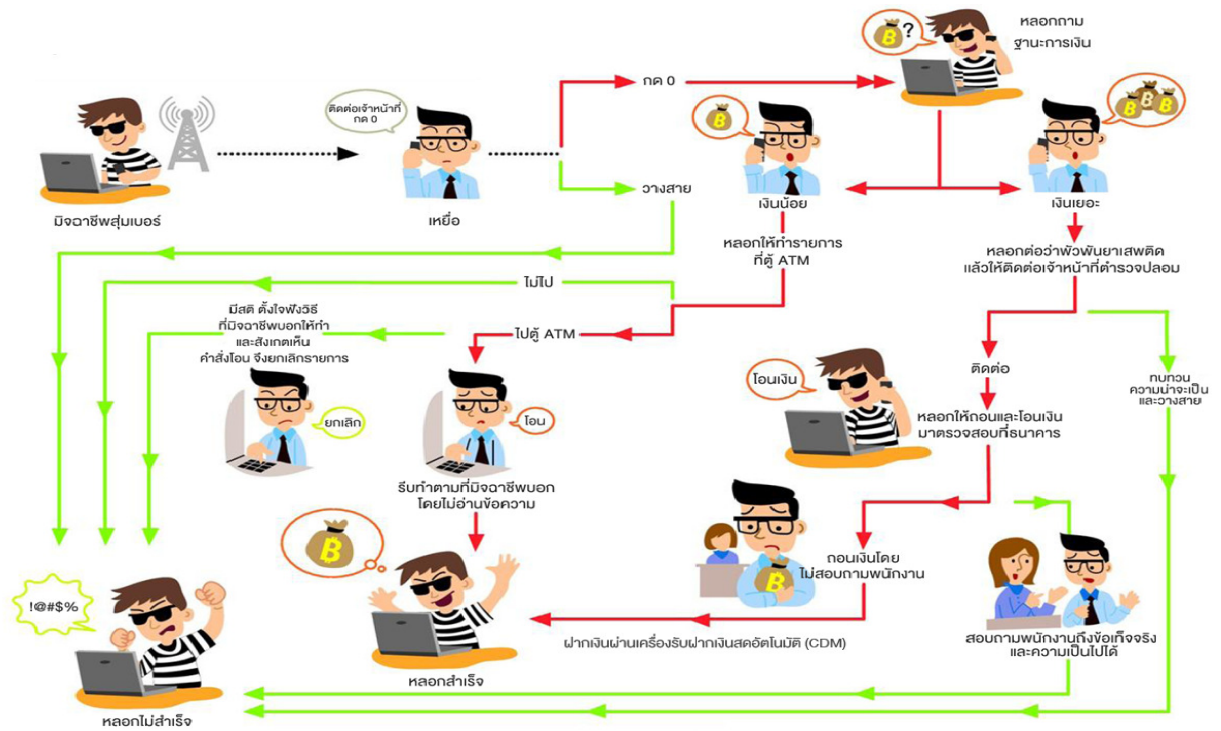 มิจฉาชีพสุ่มเบอร์
ติดต่อเจ้าหน้าที่
กด 0
เหยื่อ
กด 0
วางสาย
฿?
หลอกถาม
ฐานะการเงิน
฿
เงินน้อย
฿ ฿ ฿
เงินเยอะ
หลอกให้ทำรายการ
ที่ตู้ ATM
หลอกต่อว่าพัวพันยาเสพติด
แล้วให้ติดต่อเจ้าหน้าที่ตำรวจปลอม
ไม่ไป
ไปตู้ ATM
มีสติ ตั้งใจฟังวิธี
ที่มิจฉาชีพบอกให้ทำ
และสังเกตเห็น
คำสั่งโอน จึงยกเลิกรายการ
ยกเลิก
โอน
รีบทำตามที่มิจฉาชีพบอก
โดยไม่อ่านข้อความ
ติดต่อ
โอนเงิน
หลอกให้ถอนและโอนเงิน
มาตรวจสอบที่ธนาคาร
ทบทวน
ความน่าจะเป็น
และวางสาย
฿
ถอนเงินโดย
ไม่สอบถามพนักงาน
฿
สอบถามพนักงานถึงข้อเท็จจริง
และความเป็นไปได้
ฝากเงินผ่านเครื่องรับฝากเงินสดอัตโนมัติ (CDM)
หลอกสำเร็จ
!@#$%
หลอกไม่สำเร็จ